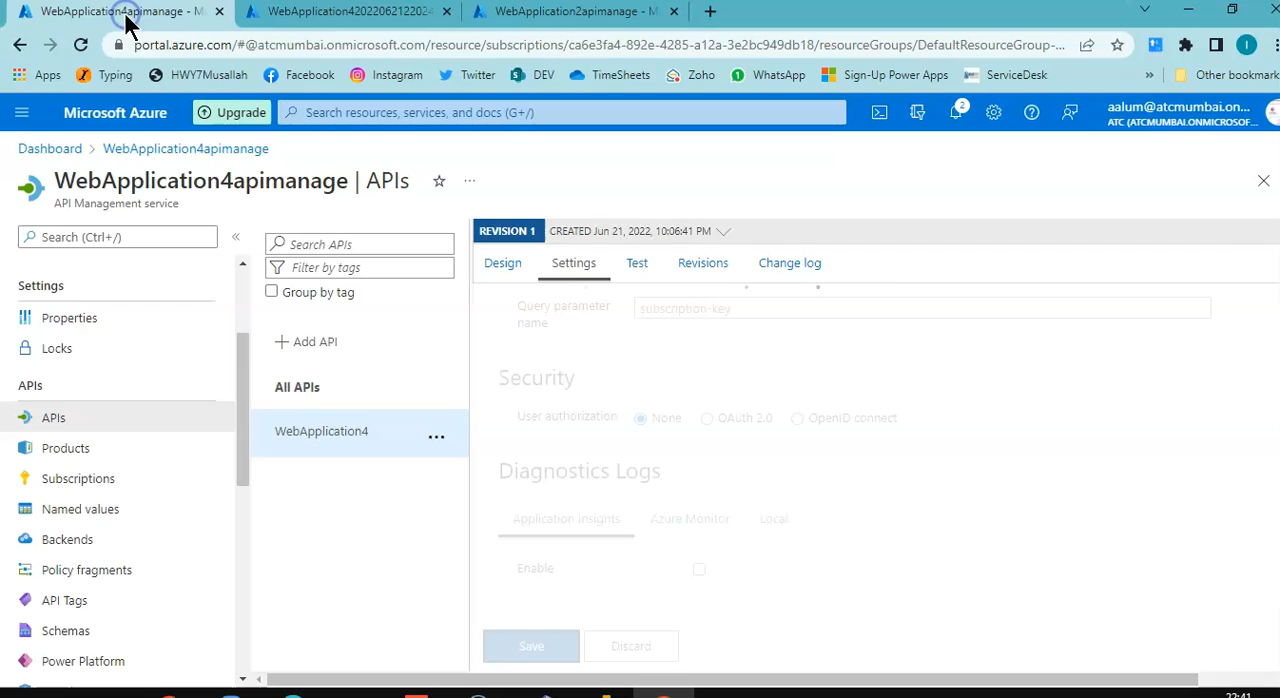 WebApplication4apimanage - M
WebApplication42022062122024
WebApplication2apimanage - M
portal.azure.com/#@atcmumbai.onmicrosoft.com/resource/subscriptions/ca6e3fa4-892e-4285-a12a-3e2bc949db18/resourceGroups/DefaultResourceGroup-...
I
Apps
Typing
HWY7Musallah
Facebook
Instagram
Twitter
DEV
TimeSheets
Zoho
WhatsApp
Sign-Up Power Apps
ServiceDesk
»
Other bookmark
Microsoft Azure
Upgrade
Search resources, services, and docs (G+/)
2
aalum@atcmumbai.on...
ATC (ATCMUMBAI.ONMICROSOF...
Dashboard > WebApplication4apimanage
WebApplication4apimanage | APIs
API Management service
Search (Ctrl+/)
«
Settings
Properties
Locks
APIs
APIs
Products
Subscriptions
Named values
Backends
Policy fragments
API Tags
Schemas
Power Platform
Search APIs
Filter by tags
Group by tag
+ Add API
All APIs
WebApplication4
REVISION 1
CREATED Jun 21, 2022, 10:06:41 PM
Design
Settings
Test
Revisions
Change log
Query parameter
name
subscription-key
Security
User authorization
None
OAuth 2.0
OpenID connect
Diagnostics Logs
Application Insights
Azure Monitor
Local
Enable
Save
Discard
22:41